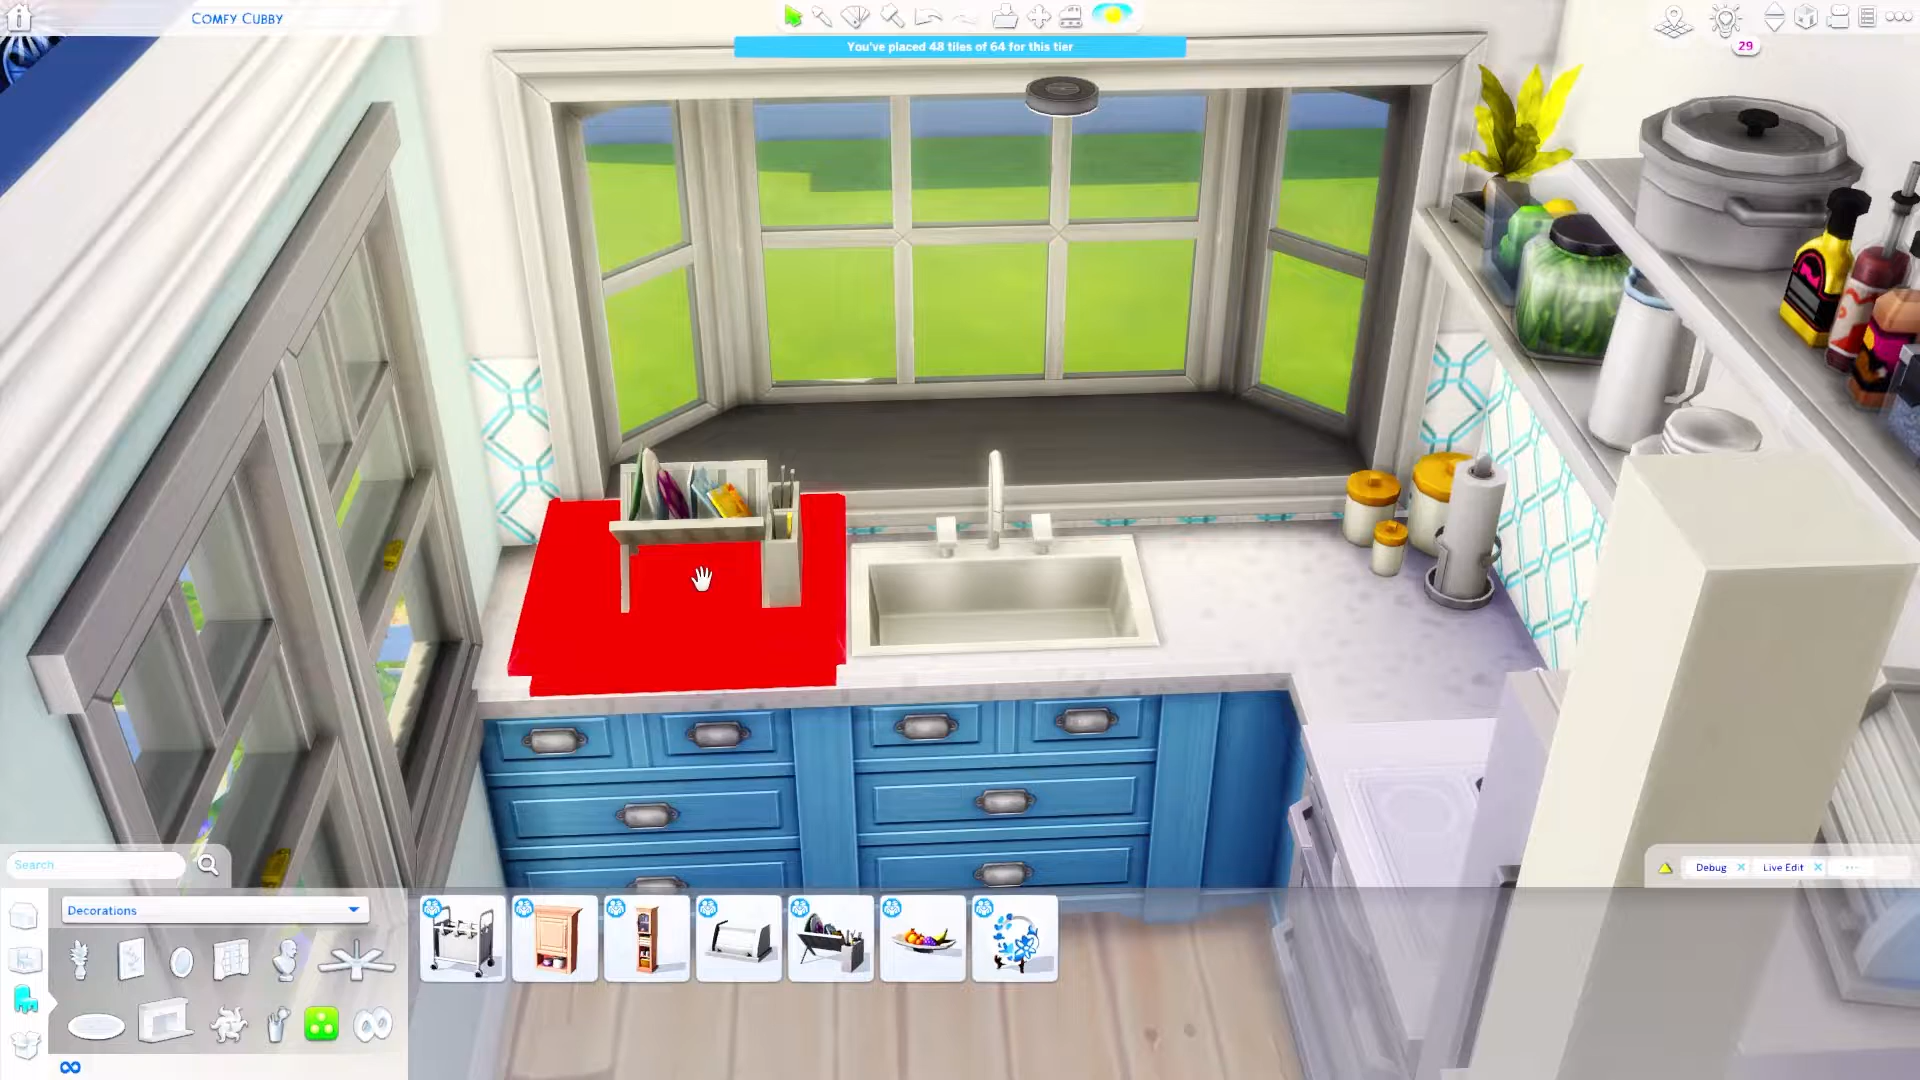 COMFY CUBBY
You've placed 48 tiles of 64 for this tier
29
Search
Decorations
Debug
Live Edit